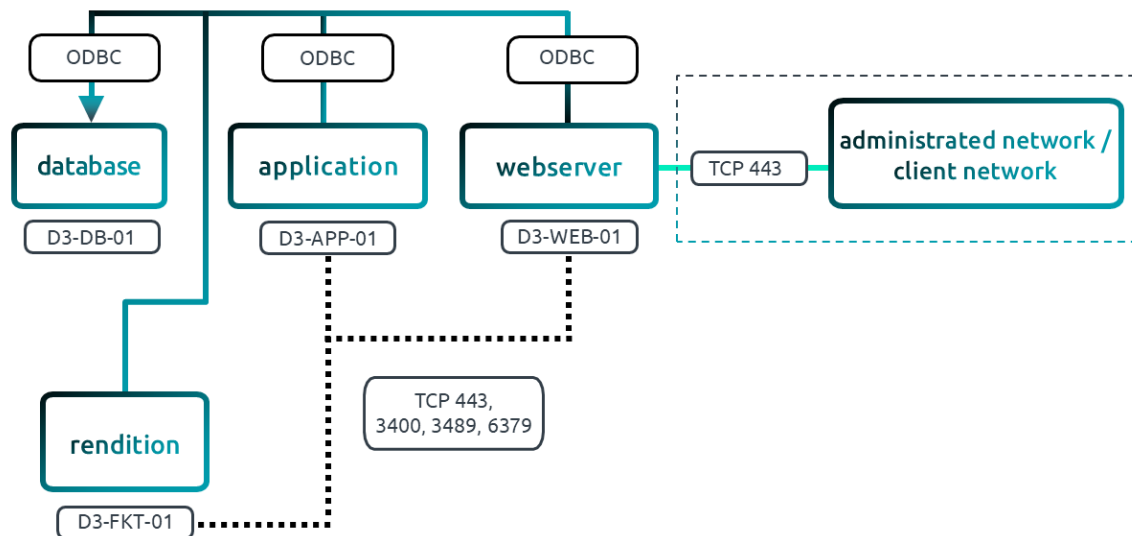 ODBC
ODBC
ODBC
database
application
webserver
TCP 443
administrated network /
client network
D3-DB-01
D3-APP-01
D3-WEB-01
TCP 443,
3400, 3489, 6379
rendition
D3-FKT-01